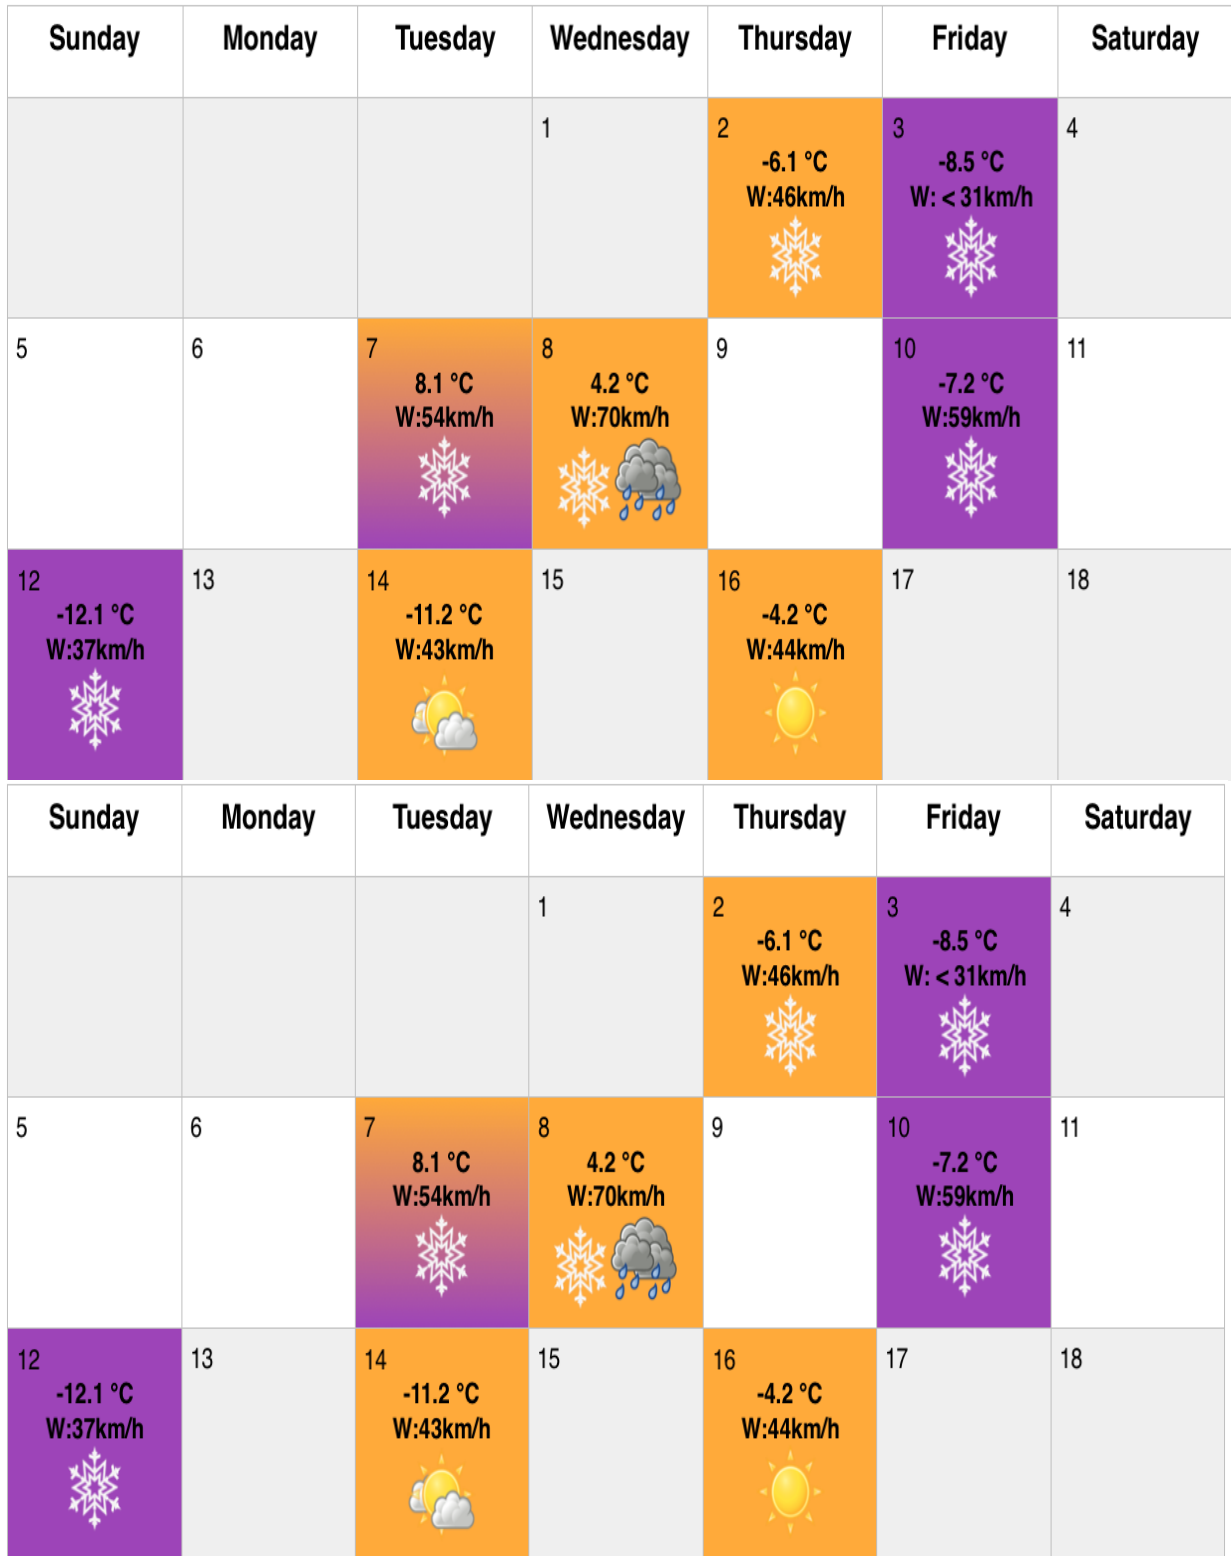 Sunday Monday Tuesday Wednesday Thursday Friday Saturday
1 2 3 4
-6.1 °C -8.5 °C
W:46km/h W: < 31km/h
5 6 7 8 9 10 11
8.1 °C 4.2 °C -7.2 °C
W:54km/h W:70km/h W:59km/h
12 13 14 15 16 17 18
-12.1 °C -11.2 °C -4.2 °C
W:37km/h W:43km/h W:44km/h
Sunday Monday Tuesday Wednesday Thursday Friday Saturday
1 2 3 4
-6.1 °C -8.5 °C
W:46km/h W: < 31km/h
5 6 7 8 9 10 11
8.1 °C 4.2 °C -7.2 °C
W:54km/h W:70km/h W:59km/h
12 13 14 15 16 17 18
-12.1 °C -11.2 °C -4.2 °C
W:37km/h W:43km/h W:44km/h